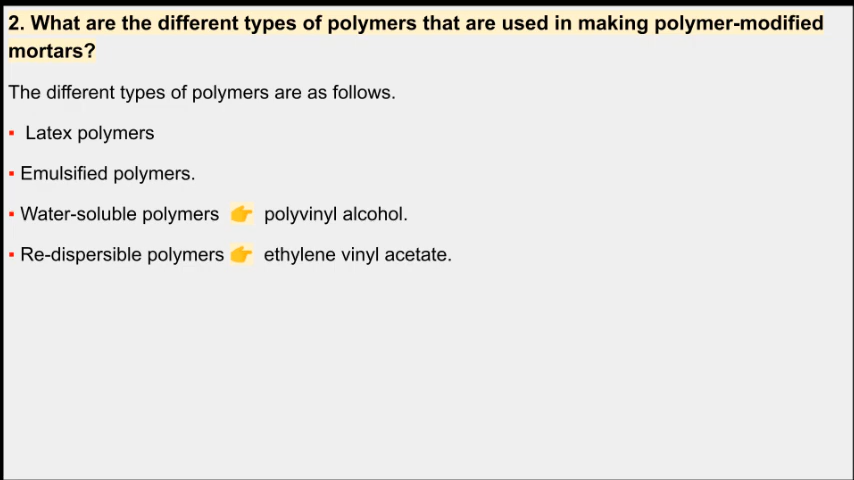 2. What are the different types of polymers that are used in making polymer-modified
mortars?
The different types of polymers are as follows.
▪ Latex polymers
▪ Emulsified polymers.
▪ Water-soluble polymers 👉 polyvinyl alcohol.
▪ Re-dispersible polymers 👉 ethylene vinyl acetate.